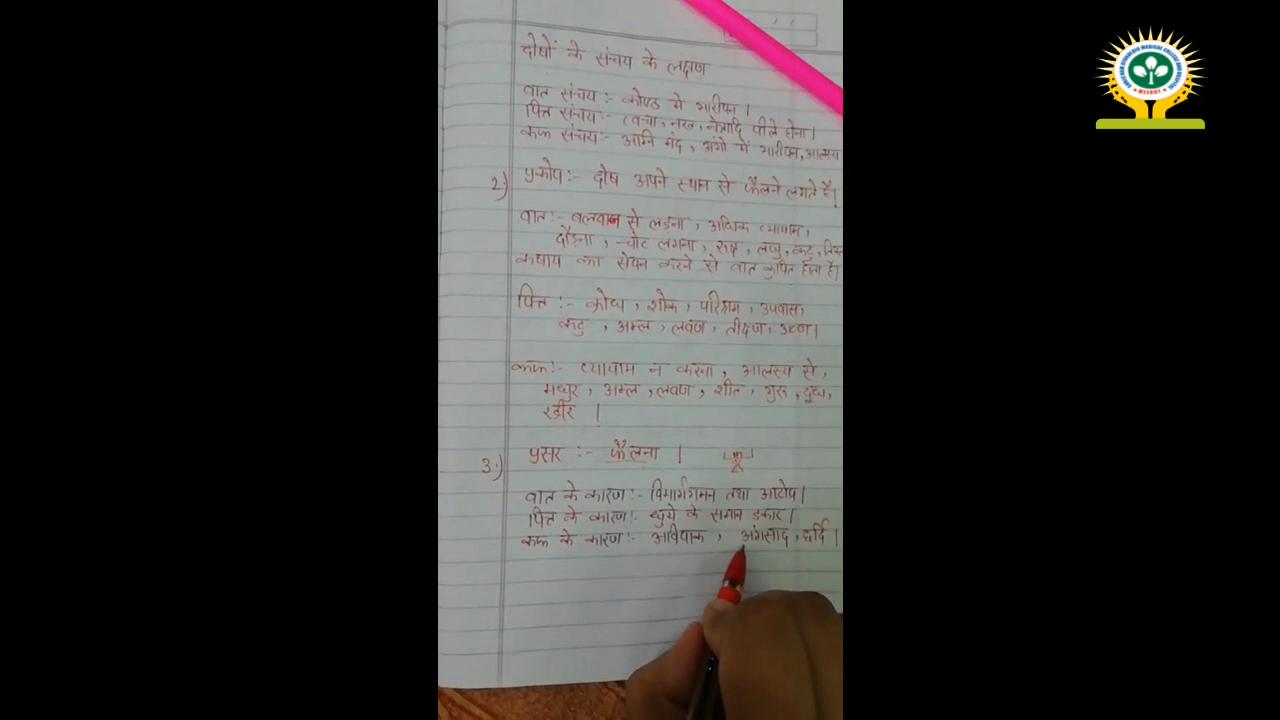 दोषों के संचय के लक्षण
वात संचय :- कोष्ठ मे भारीपन ।
पित्त संचय :- त्वचा, नख, नेत्रादि पीले होना ।
कफ संचय :- अग्नि मंद, अंगो में भारीपन, आलस्य
2.) प्रकोप :- दोष अपने स्थान से फैलने लगते है।
वात :- बलवान से लड़ना, अधिक व्यायाम,
दौड़ना, चोट लगना, रुक्ष, लघु, कटु, तिक्त
कषाय का सेवन करने से वात कुपित होता है।
पित्त :- क्रोध, शोक, परिश्रम, उपवास,
कटु, अम्ल, लवण, तीक्ष्ण, उष्ण।
कफ :- व्यायाम न करना, आलस्य से,
मधुर, अम्ल, लवण, शीत, गुरु, दूध,
खीर ।
3.) प्रसर :- फैलना ।
वात के कारण :- विमार्गगमन तथा आटोप।
पित्त के कारण :- धुये के समान डकार।
कफ के कारण :- अविपाक, अंगसाद, छर्दि।